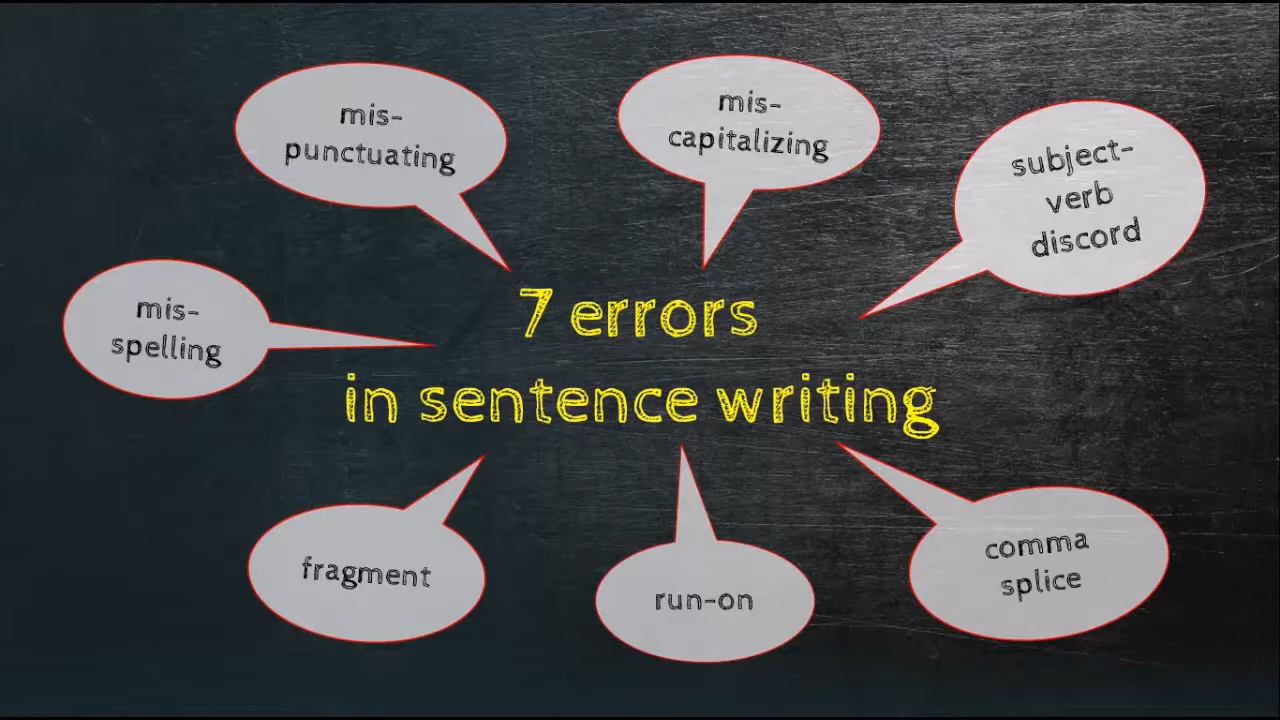 mis-
punctuating
mis-
capitalizing
subject-
verb
discord
mis-
spelling
7 errors
in sentence writing
fragment
run-on
comma
splice